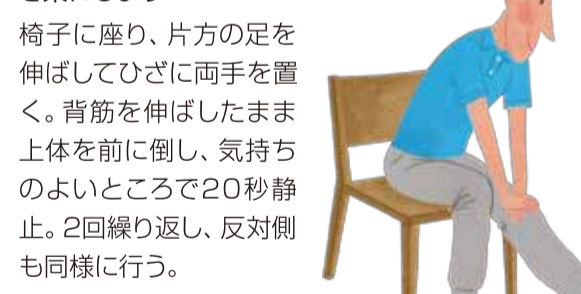 椅子に座り、片方の足を
伸ばしてひざに両手を置
く。背筋を伸ばしたまま
上体を前に倒し、気持ち
のよいところで20秒静
止。2回繰り返し、反対側
も同様に行う。